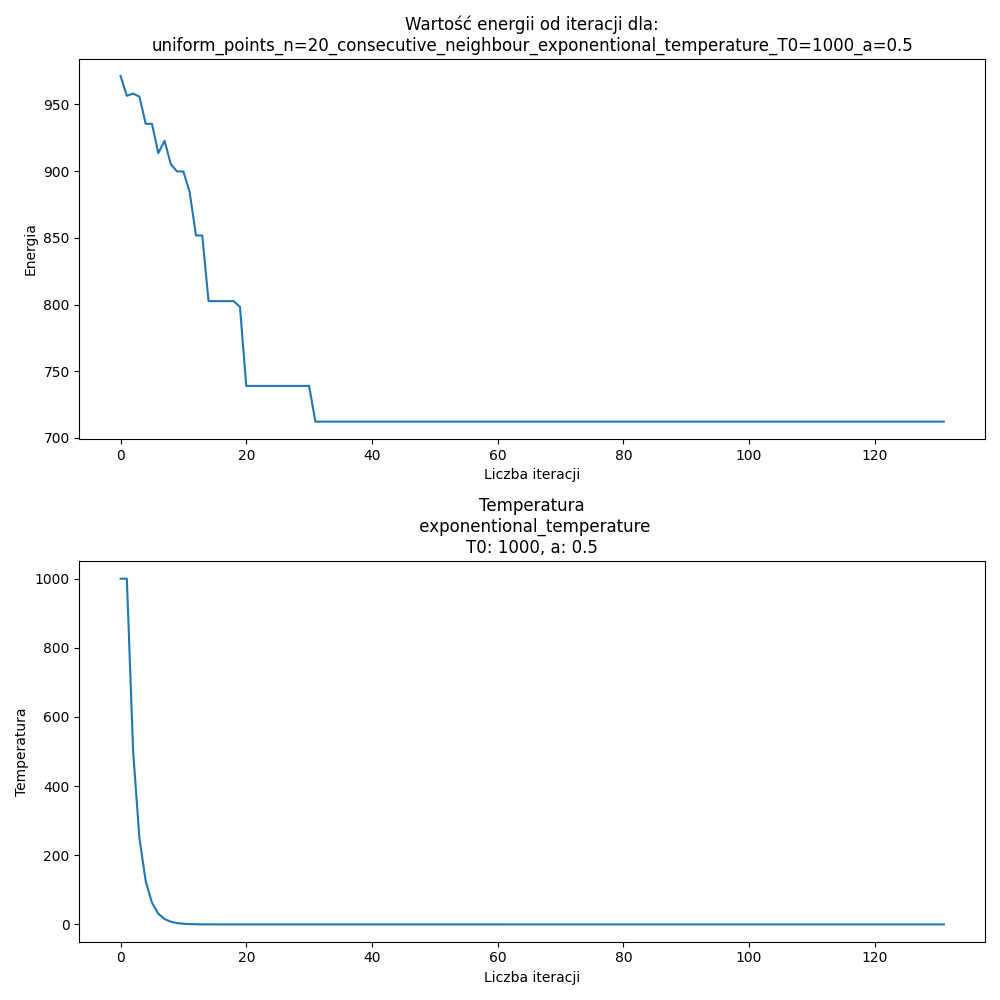 Wartość energii od iteracji dla:
uniform_points_n=20_consecutive_neighbour_exponentional_temperature_T0=1000_a=0.5
950
900
850
800
750
700
Energia
0 20 40 60 80 100 120
Liczba iteracji
Temperatura
exponentional_temperature
T0: 1000, a: 0.5
1000
800
600
400
200
0
Temperatura
0 20 40 60 80 100 120
Liczba iteracji